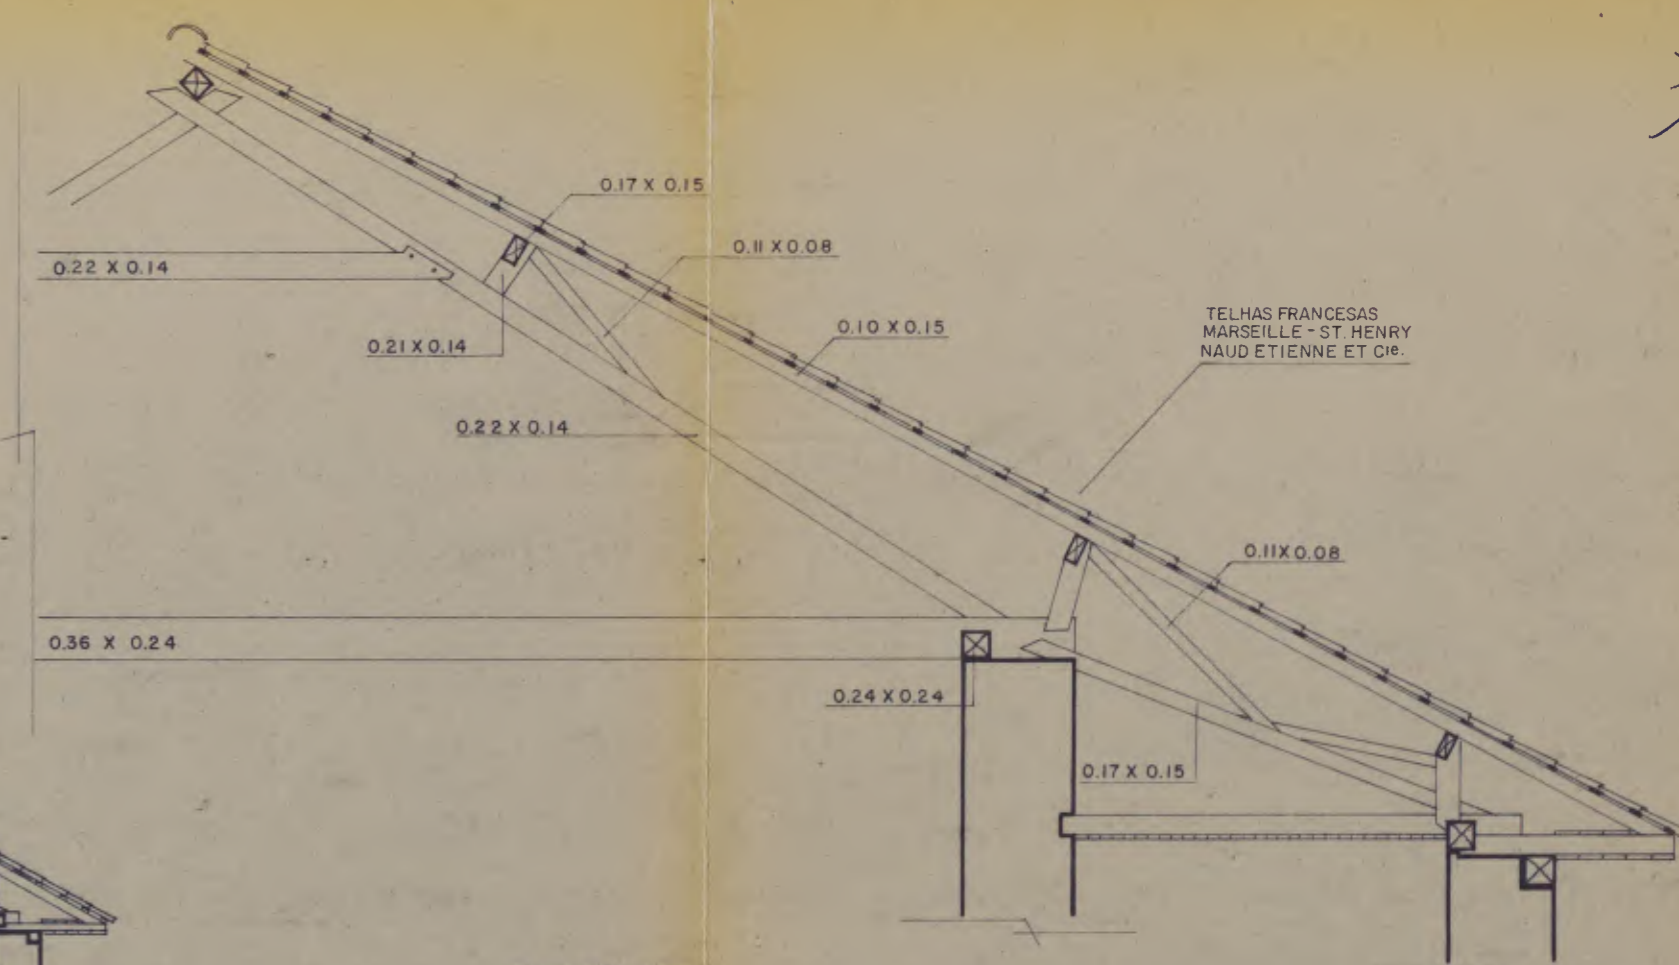 0.17 X 0.15
0.11 X 0.08
0.22 X 0.14
0.21 X 0.14
0.10 X 0.15
TELHAS FRANCESAS
MARSEILLE - ST. HENRY
NAUD ETIENNE ET Cie.
0.22 X 0.14
0.11 X 0.08
0.36 X 0.24
0.24 X 0.24
0.17 X 0.15